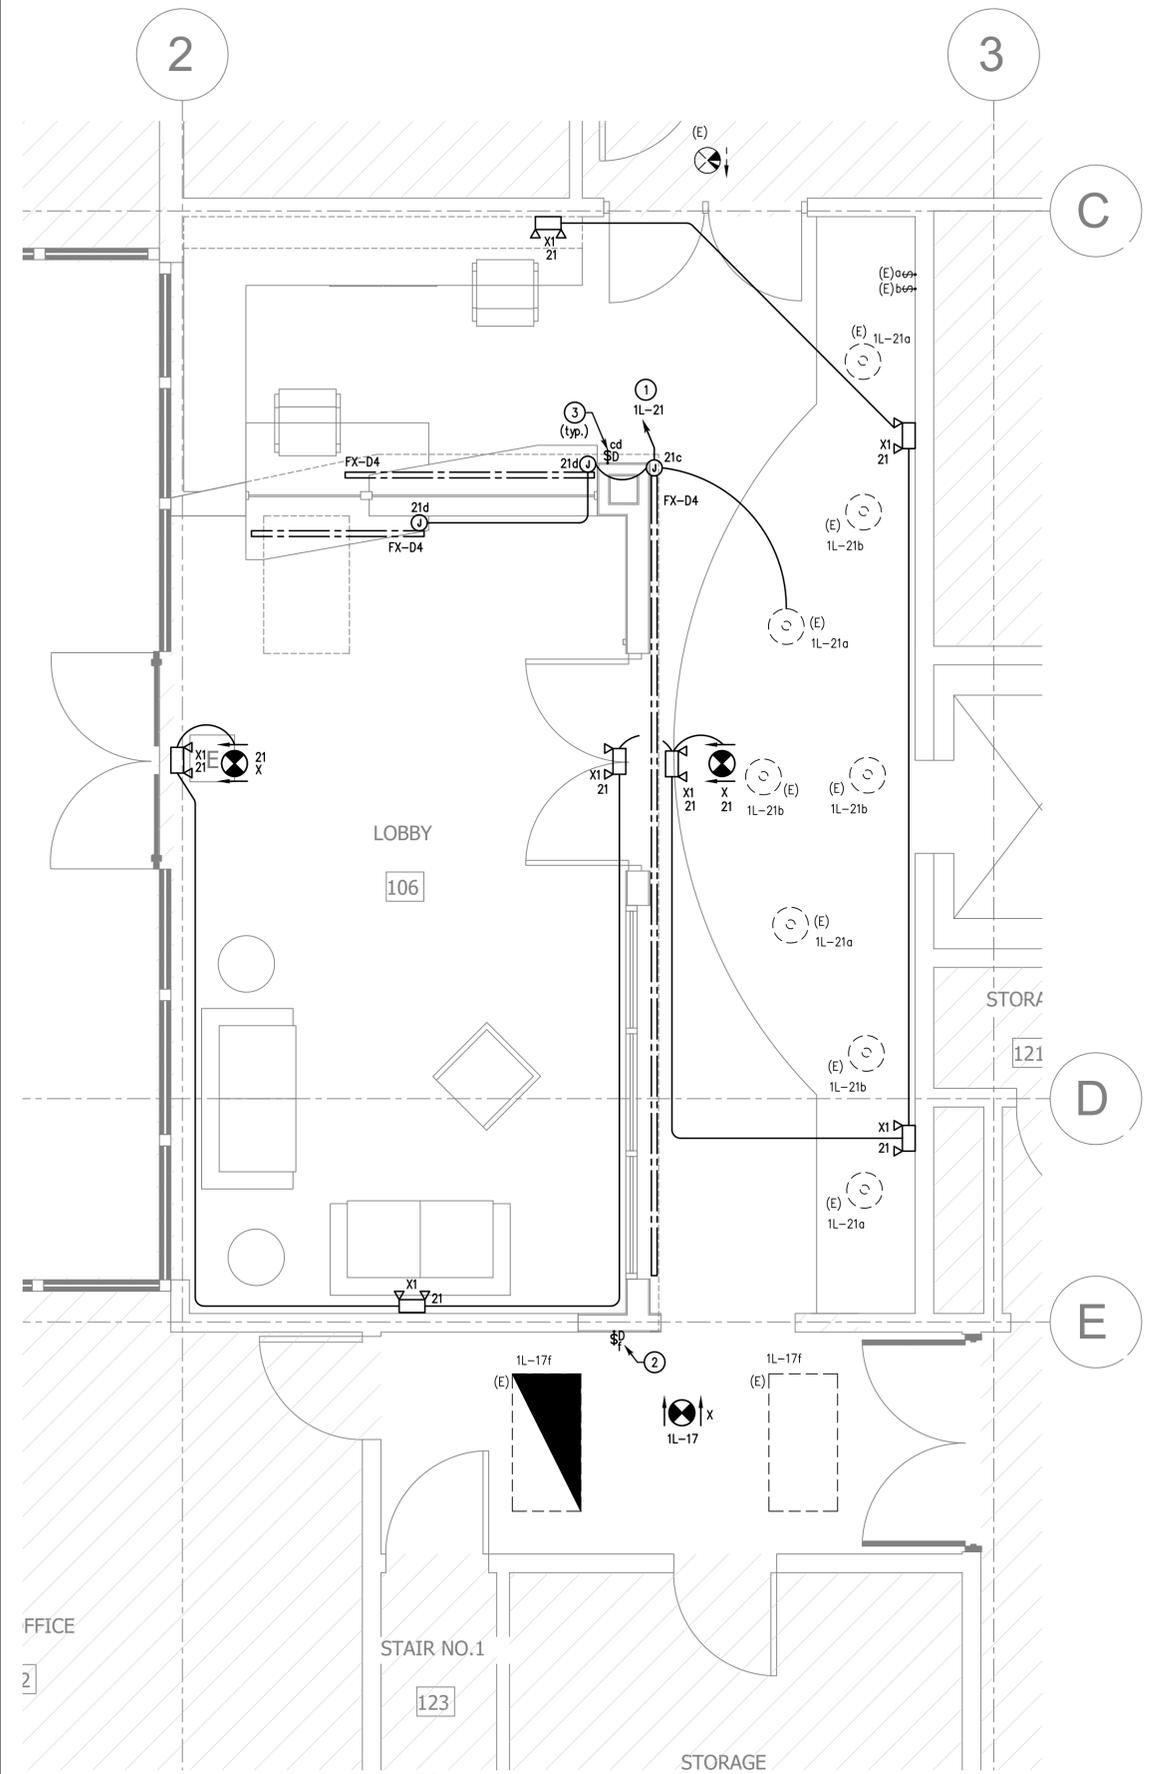 2
3
(E)
C
X1
21
(E)a$
(E)b$
(E)
1L-21a
1
1L-21
3
(typ.)
cd
$D
X1
21
FX-D4
21d
J
J
21c
FX-D4
21d
J
FX-D4
(E)
1L-21b
(E)
1L-21a
X1
21
E
21
X
X1
21
X1
21
X
21
(E)
1L-21b
(E)
1L-21b
LOBBY
106
(E)
1L-21a
STORA
121
(E)
1L-21b
D
X1
21
(E)
1L-21a
X1
21
E
$D
f
2
1L-17f
(E)
1L-17f
(E)
X
1L-17
FFICE
2
STAIR NO.1
123
STORAGE